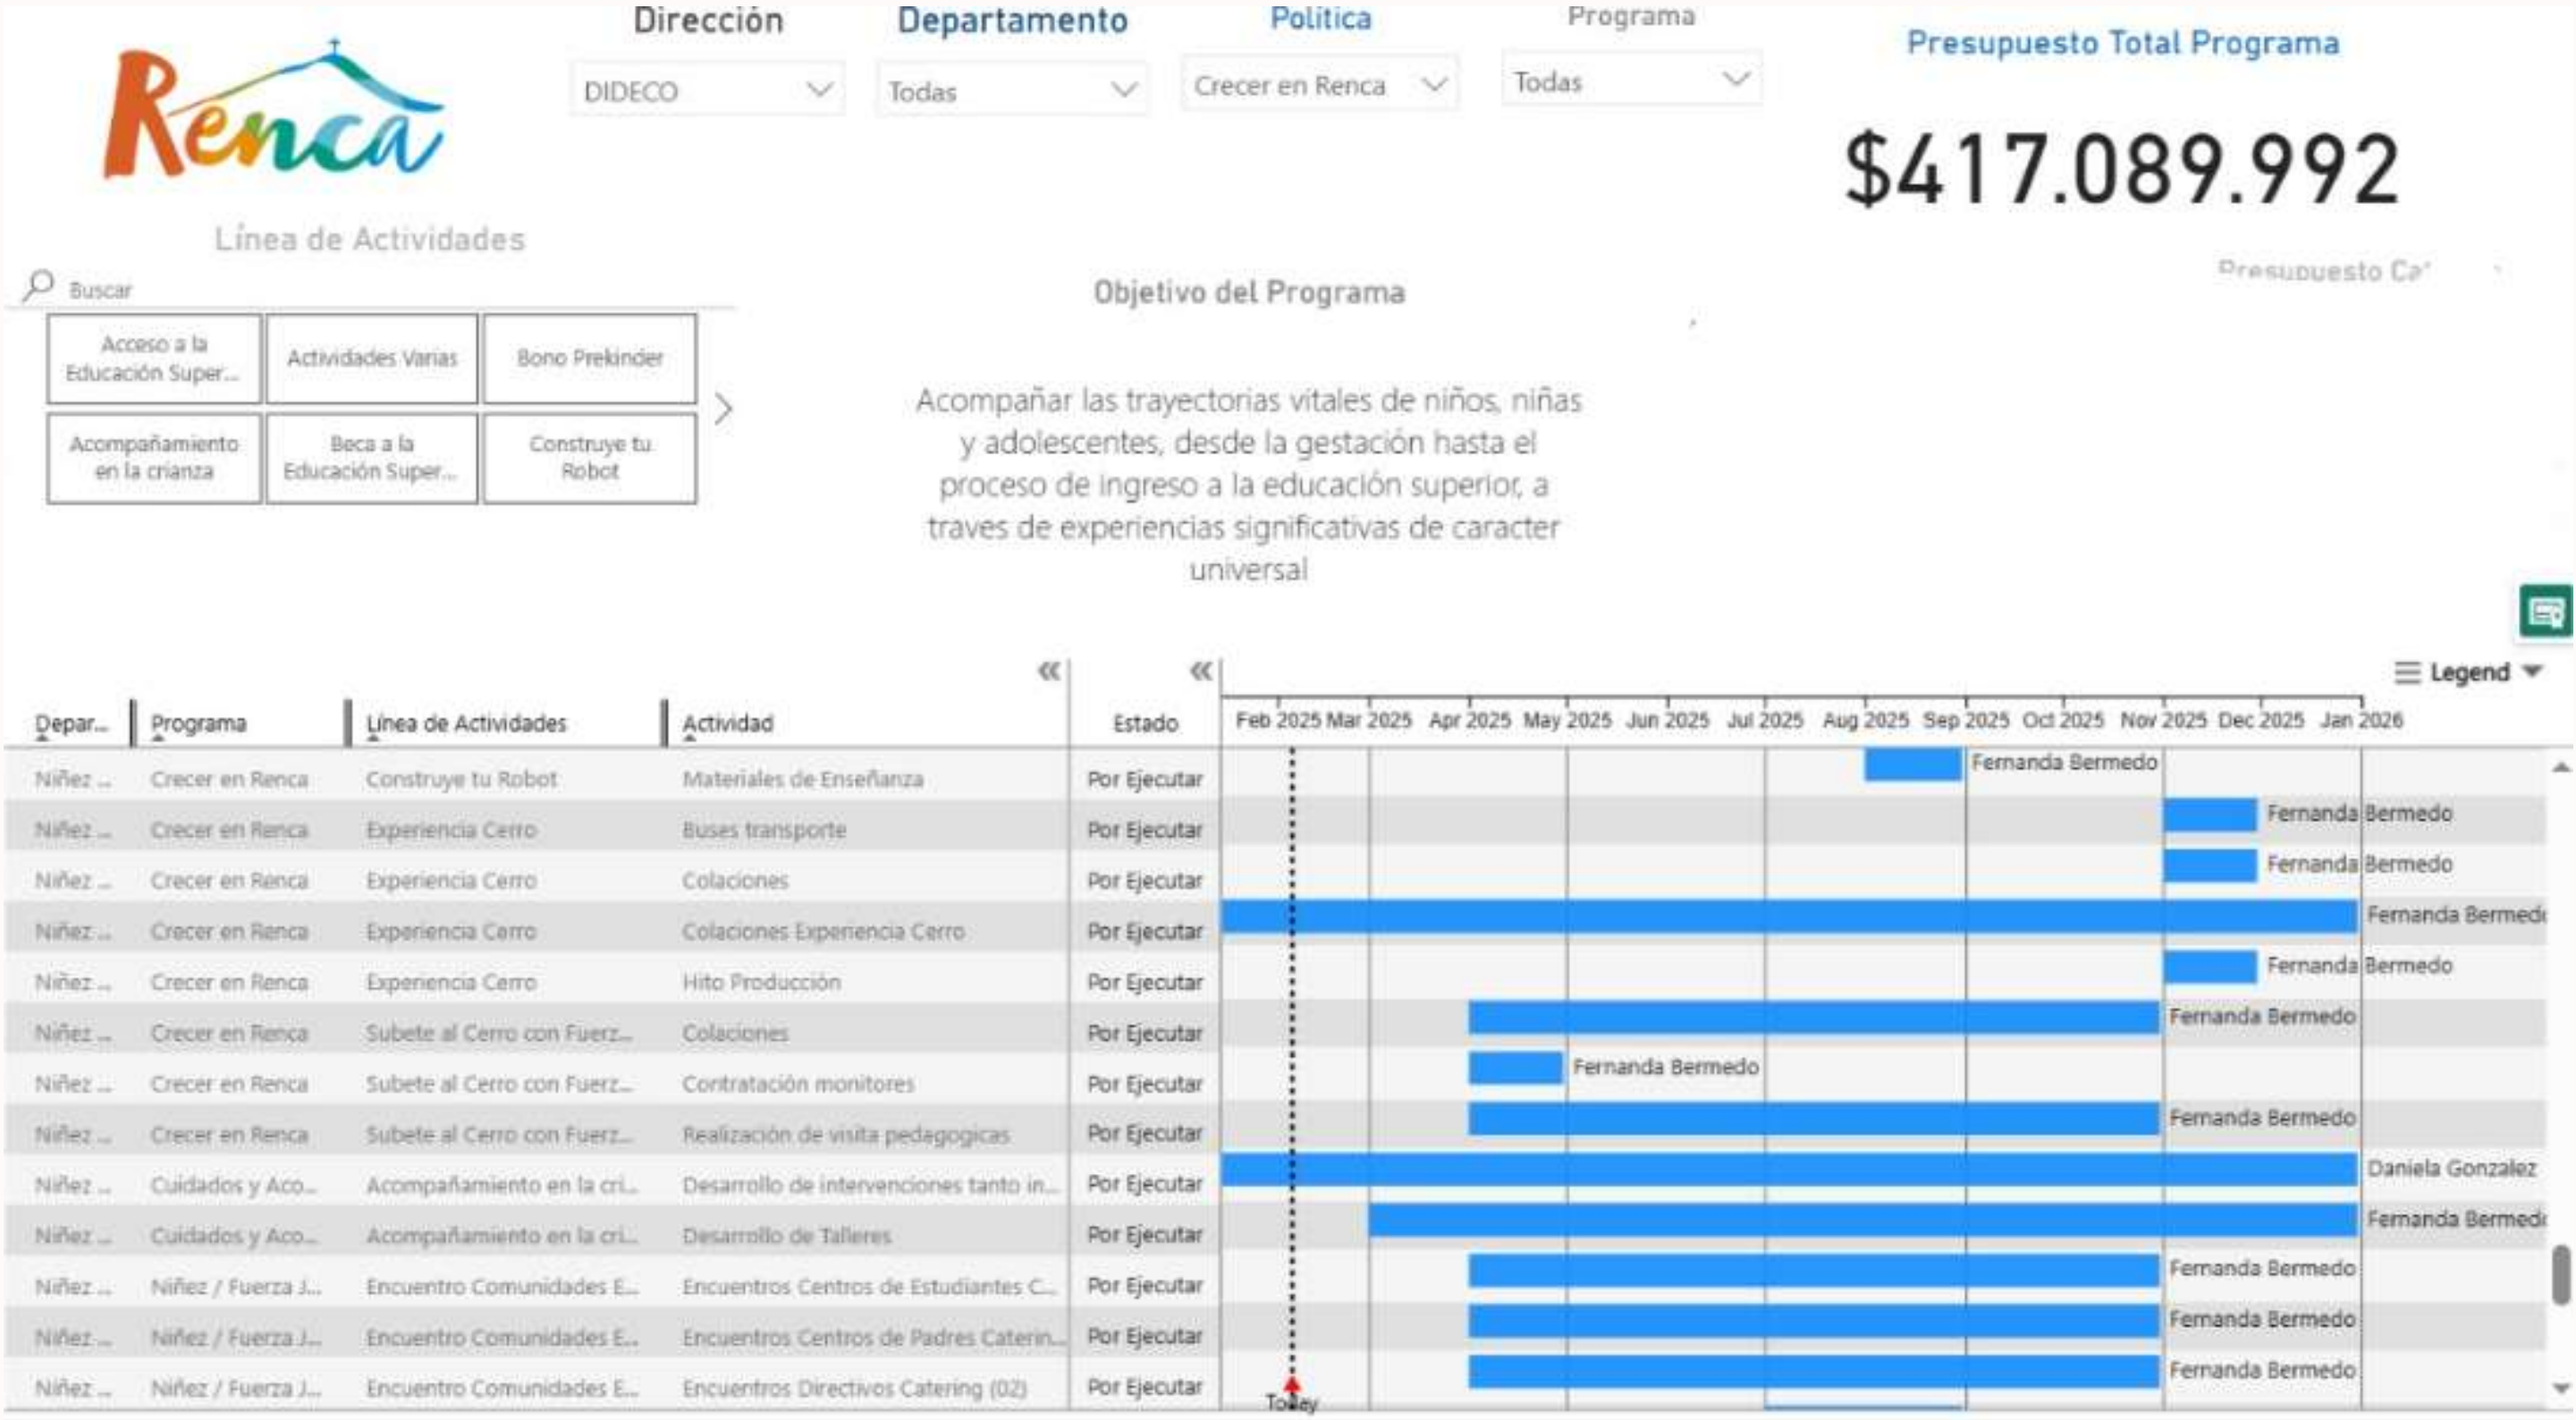 Dirección Departamento Política Programa
Presupuesto Total Programa
Renca
DIDECO Todas Crecer en Renca Todas
$417.089.992
Línea de Actividades
Presupuesto
Buscar
Objetivo del Programa
Acceso a la
Educación Super...
Actividades Varias
Bono Prekinder
Acompañamiento
en la crianza
Beca a la
Educación Super...
Construye tu
Robot
Acompañar las trayectorias vitales de niños, niñas
y adolescentes, desde la gestación hasta el
proceso de ingreso a la educación superior, a
traves de experiencias significativas de caracter
universal
Legend
Depar... Programa Línea de Actividades Actividad Estado Feb 2025 Mar 2025 Apr 2025 May 2025 Jun 2025 Jul 2025 Aug 2025 Sep 2025 Oct 2025 Nov 2025 Dec 2025 Jan 2026
Niñez ... Crecer en Renca Construye tu Robot Materiales de Enseñanza Por Ejecutar Fernanda Bermedo
Niñez ... Crecer en Renca Experiencia Cerro Buses transporte Por Ejecutar Fernanda Bermedo
Niñez ... Crecer en Renca Experiencia Cerro Colaciones Por Ejecutar Fernanda Bermedo
Niñez ... Crecer en Renca Experiencia Cerro Colaciones Experiencia Cerro Por Ejecutar Fernanda Bermed
Niñez ... Crecer en Renca Experiencia Cerro Hito Producción Por Ejecutar Fernanda Bermedo
Niñez ... Crecer en Renca Subete al Cerro con Fuerz... Colaciones Por Ejecutar Fernanda Bermedo
Niñez ... Crecer en Renca Subete al Cerro con Fuerz... Contratación monitores Por Ejecutar Fernanda Bermedo
Niñez ... Crecer en Renca Subete al Cerro con Fuerz... Realización de visita pedagogicas Por Ejecutar Fernanda Bermedo
Niñez ... Cuidados y Aco... Acompañamiento en la cri... Desarrollo de intervenciones tanto in... Por Ejecutar Daniela Gonzalez
Niñez ... Cuidados y Aco... Acompañamiento en la cri... Desarrollo de Talleres Por Ejecutar Fernanda Bermed
Niñez ... Niñez / Fuerza J... Encuentro Comunidades E... Encuentros Centros de Estudiantes C... Por Ejecutar Fernanda Bermedo
Niñez ... Niñez / Fuerza J... Encuentro Comunidades E... Encuentros Centros de Padres Caterin... Por Ejecutar Fernanda Bermedo
Niñez ... Niñez / Fuerza J... Encuentro Comunidades E... Encuentros Directivos Catering (02) Por Ejecutar Fernanda Bermedo
Today